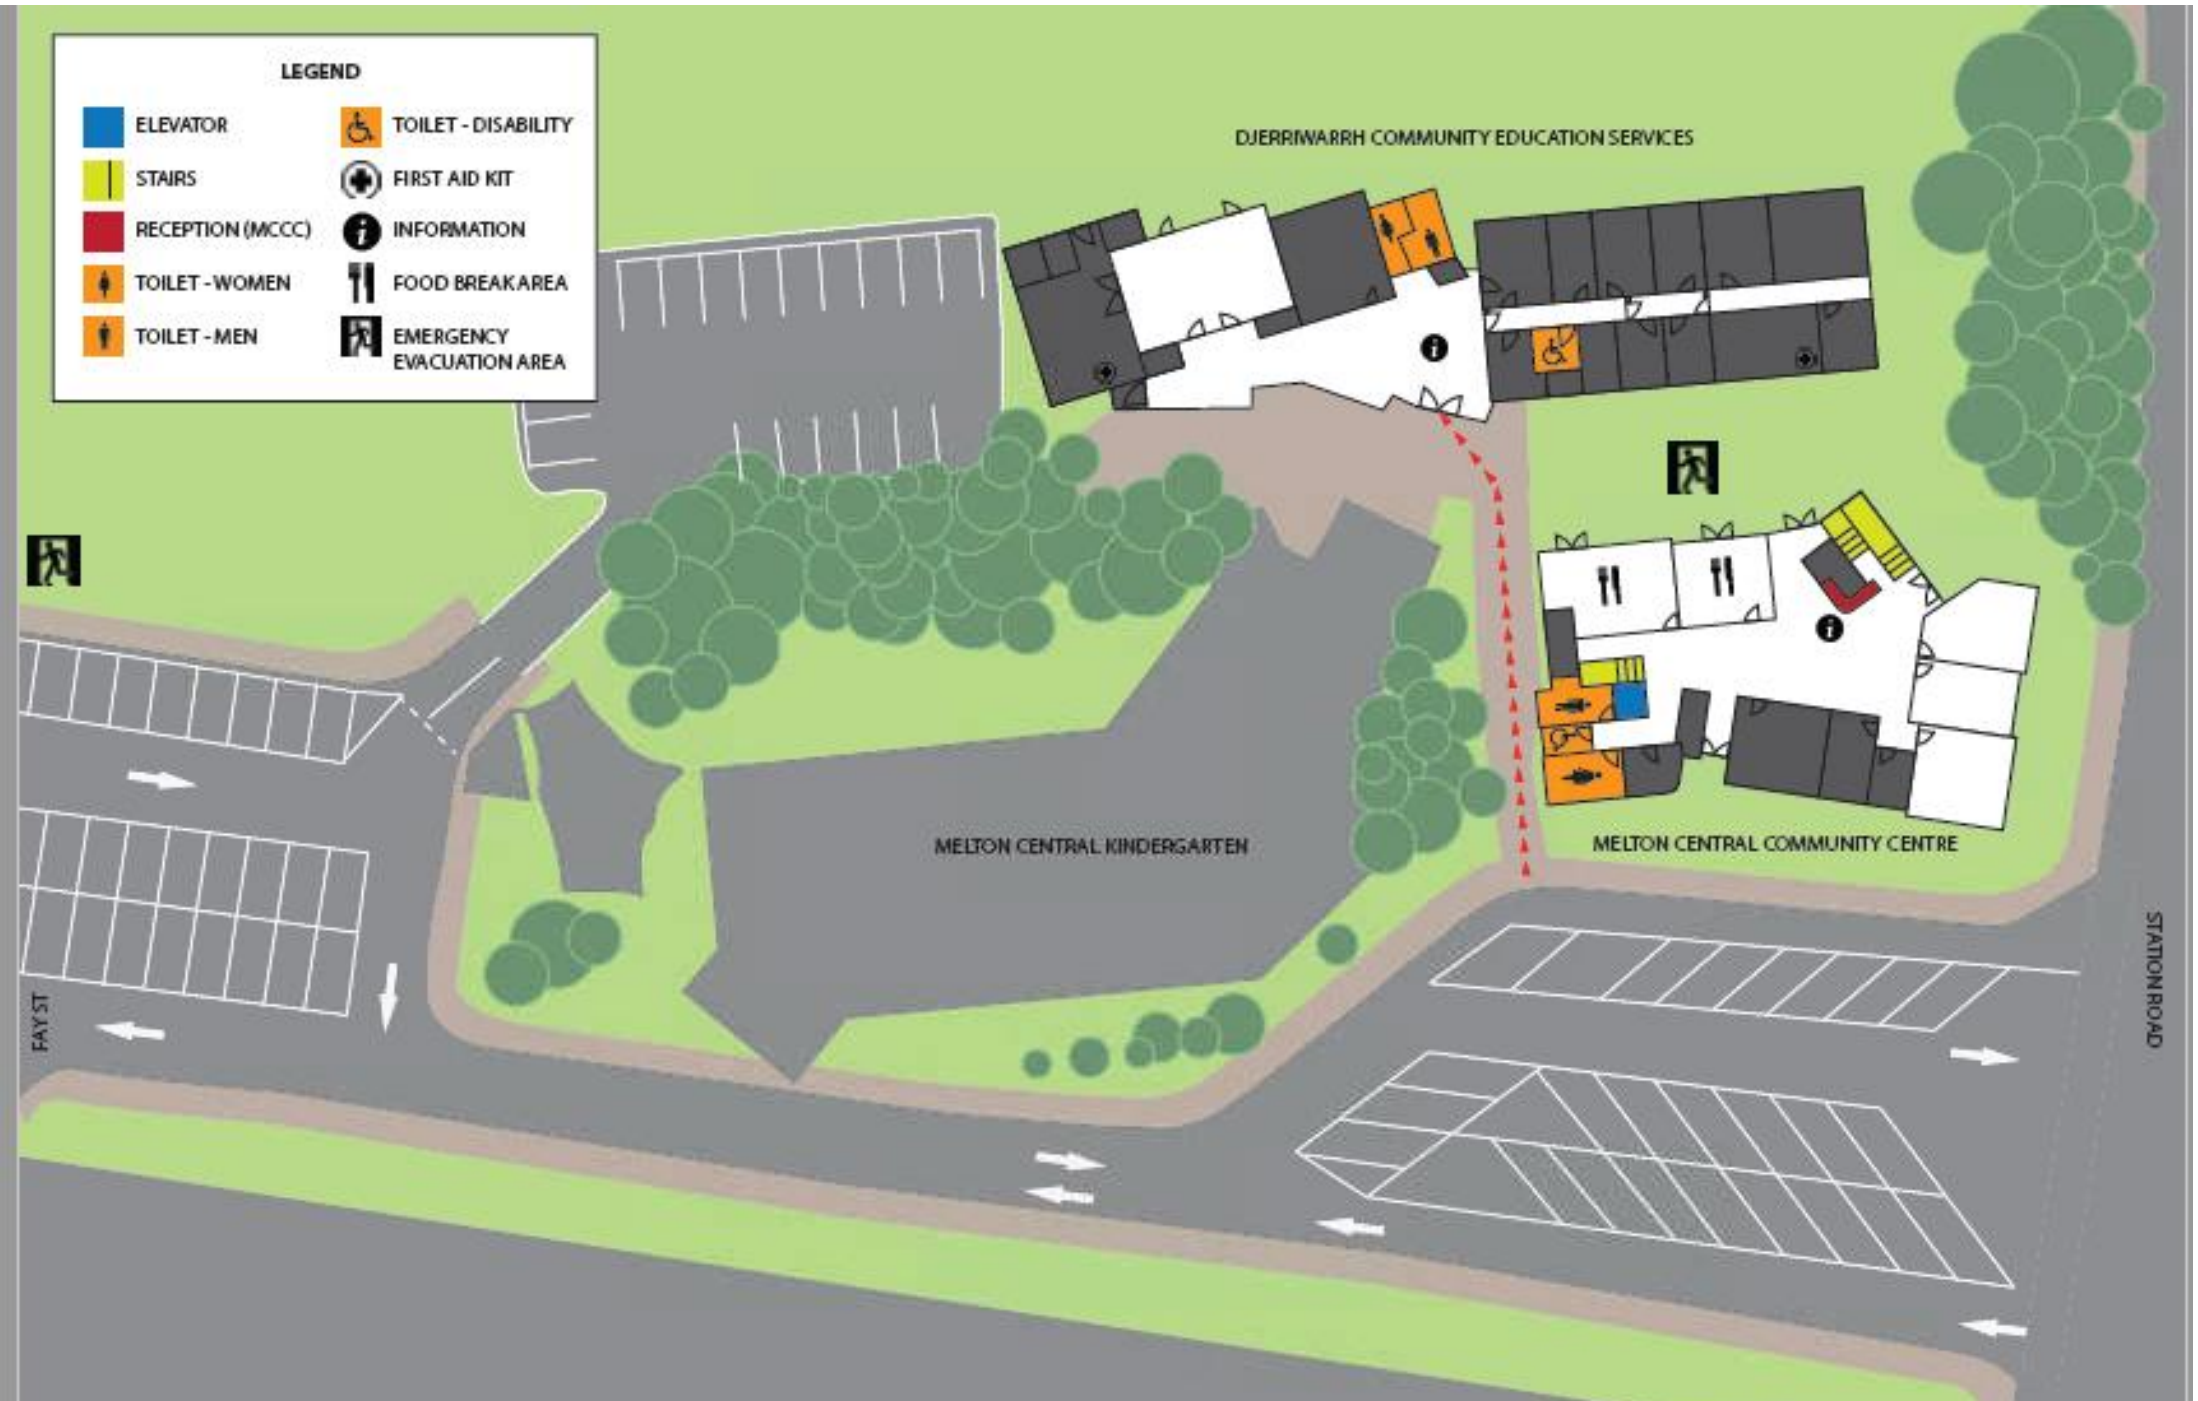 LEGEND
ELEVATOR
STAIRS
RECEPTION (MCCC)
TOILET - WOMEN
TOILET - MEN
TOILET - DISABILITY
FIRST AID KIT
INFORMATION
FOOD BREAK AREA
EMERGENCY
EVACUATION AREA
DJERRIWARRH COMMUNITY EDUCATION SERVICES
MELTON CENTRAL KINDERGARTEN
MELTON CENTRAL COMMUNITY CENTRE
FAY ST
STATION ROAD